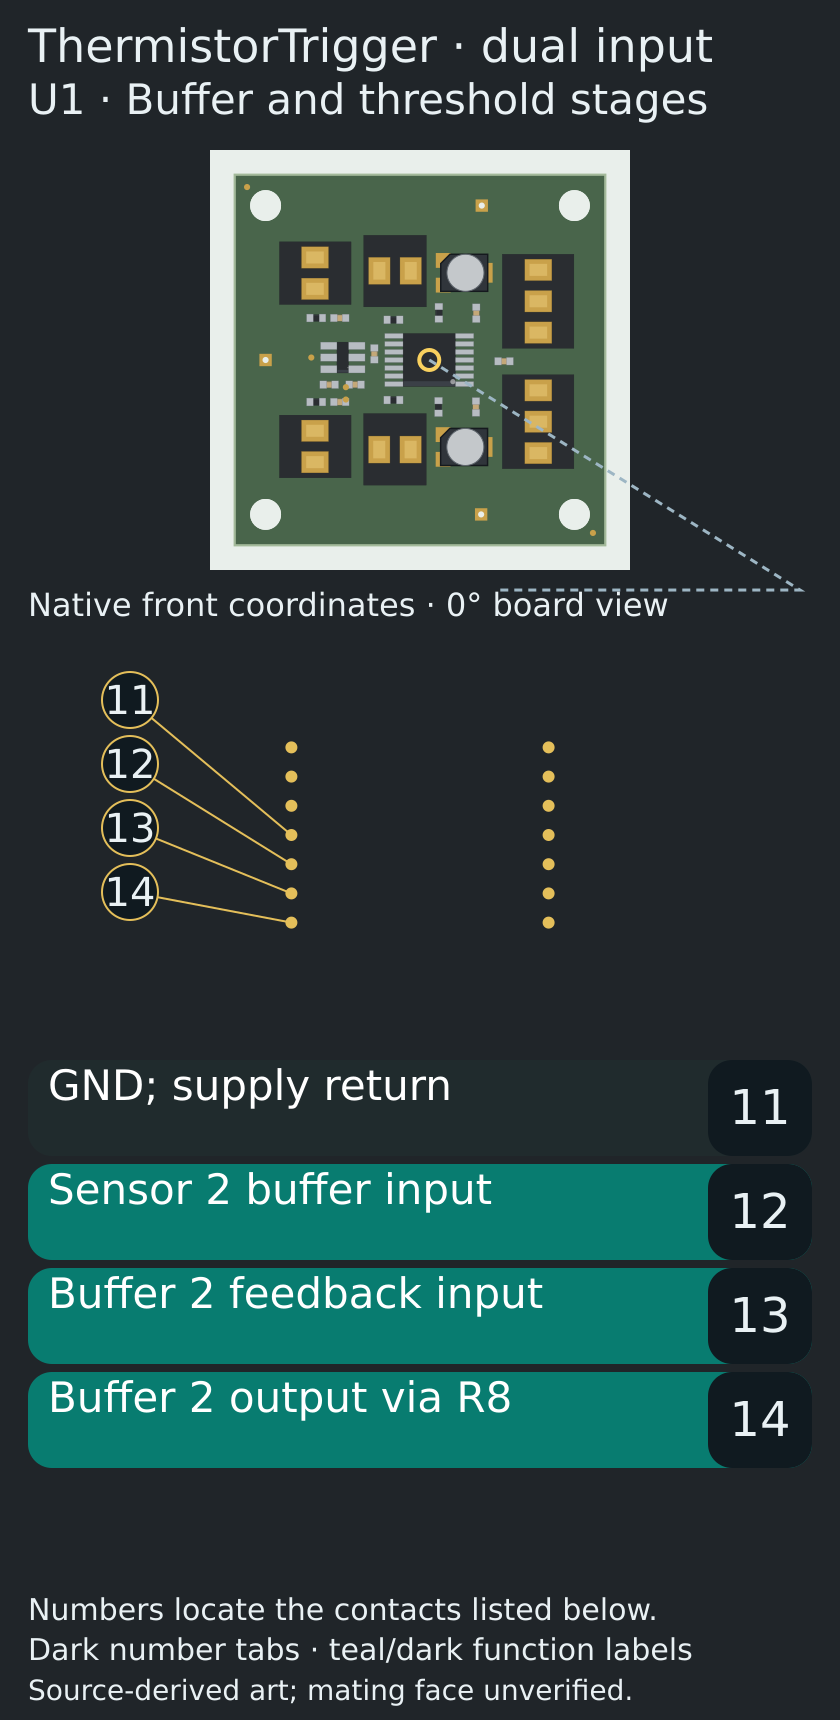 ThermistorTrigger · dual input
U1 · Buffer and threshold stages
Native front coordinates · 0° board view
11
12
13
14
GND; supply return 11
Sensor 2 buffer input 12
Buffer 2 feedback input 13
Buffer 2 output via R8 14
Numbers locate the contacts listed below.
Dark number tabs · teal/dark function labels
Source-derived art; mating face unverified.